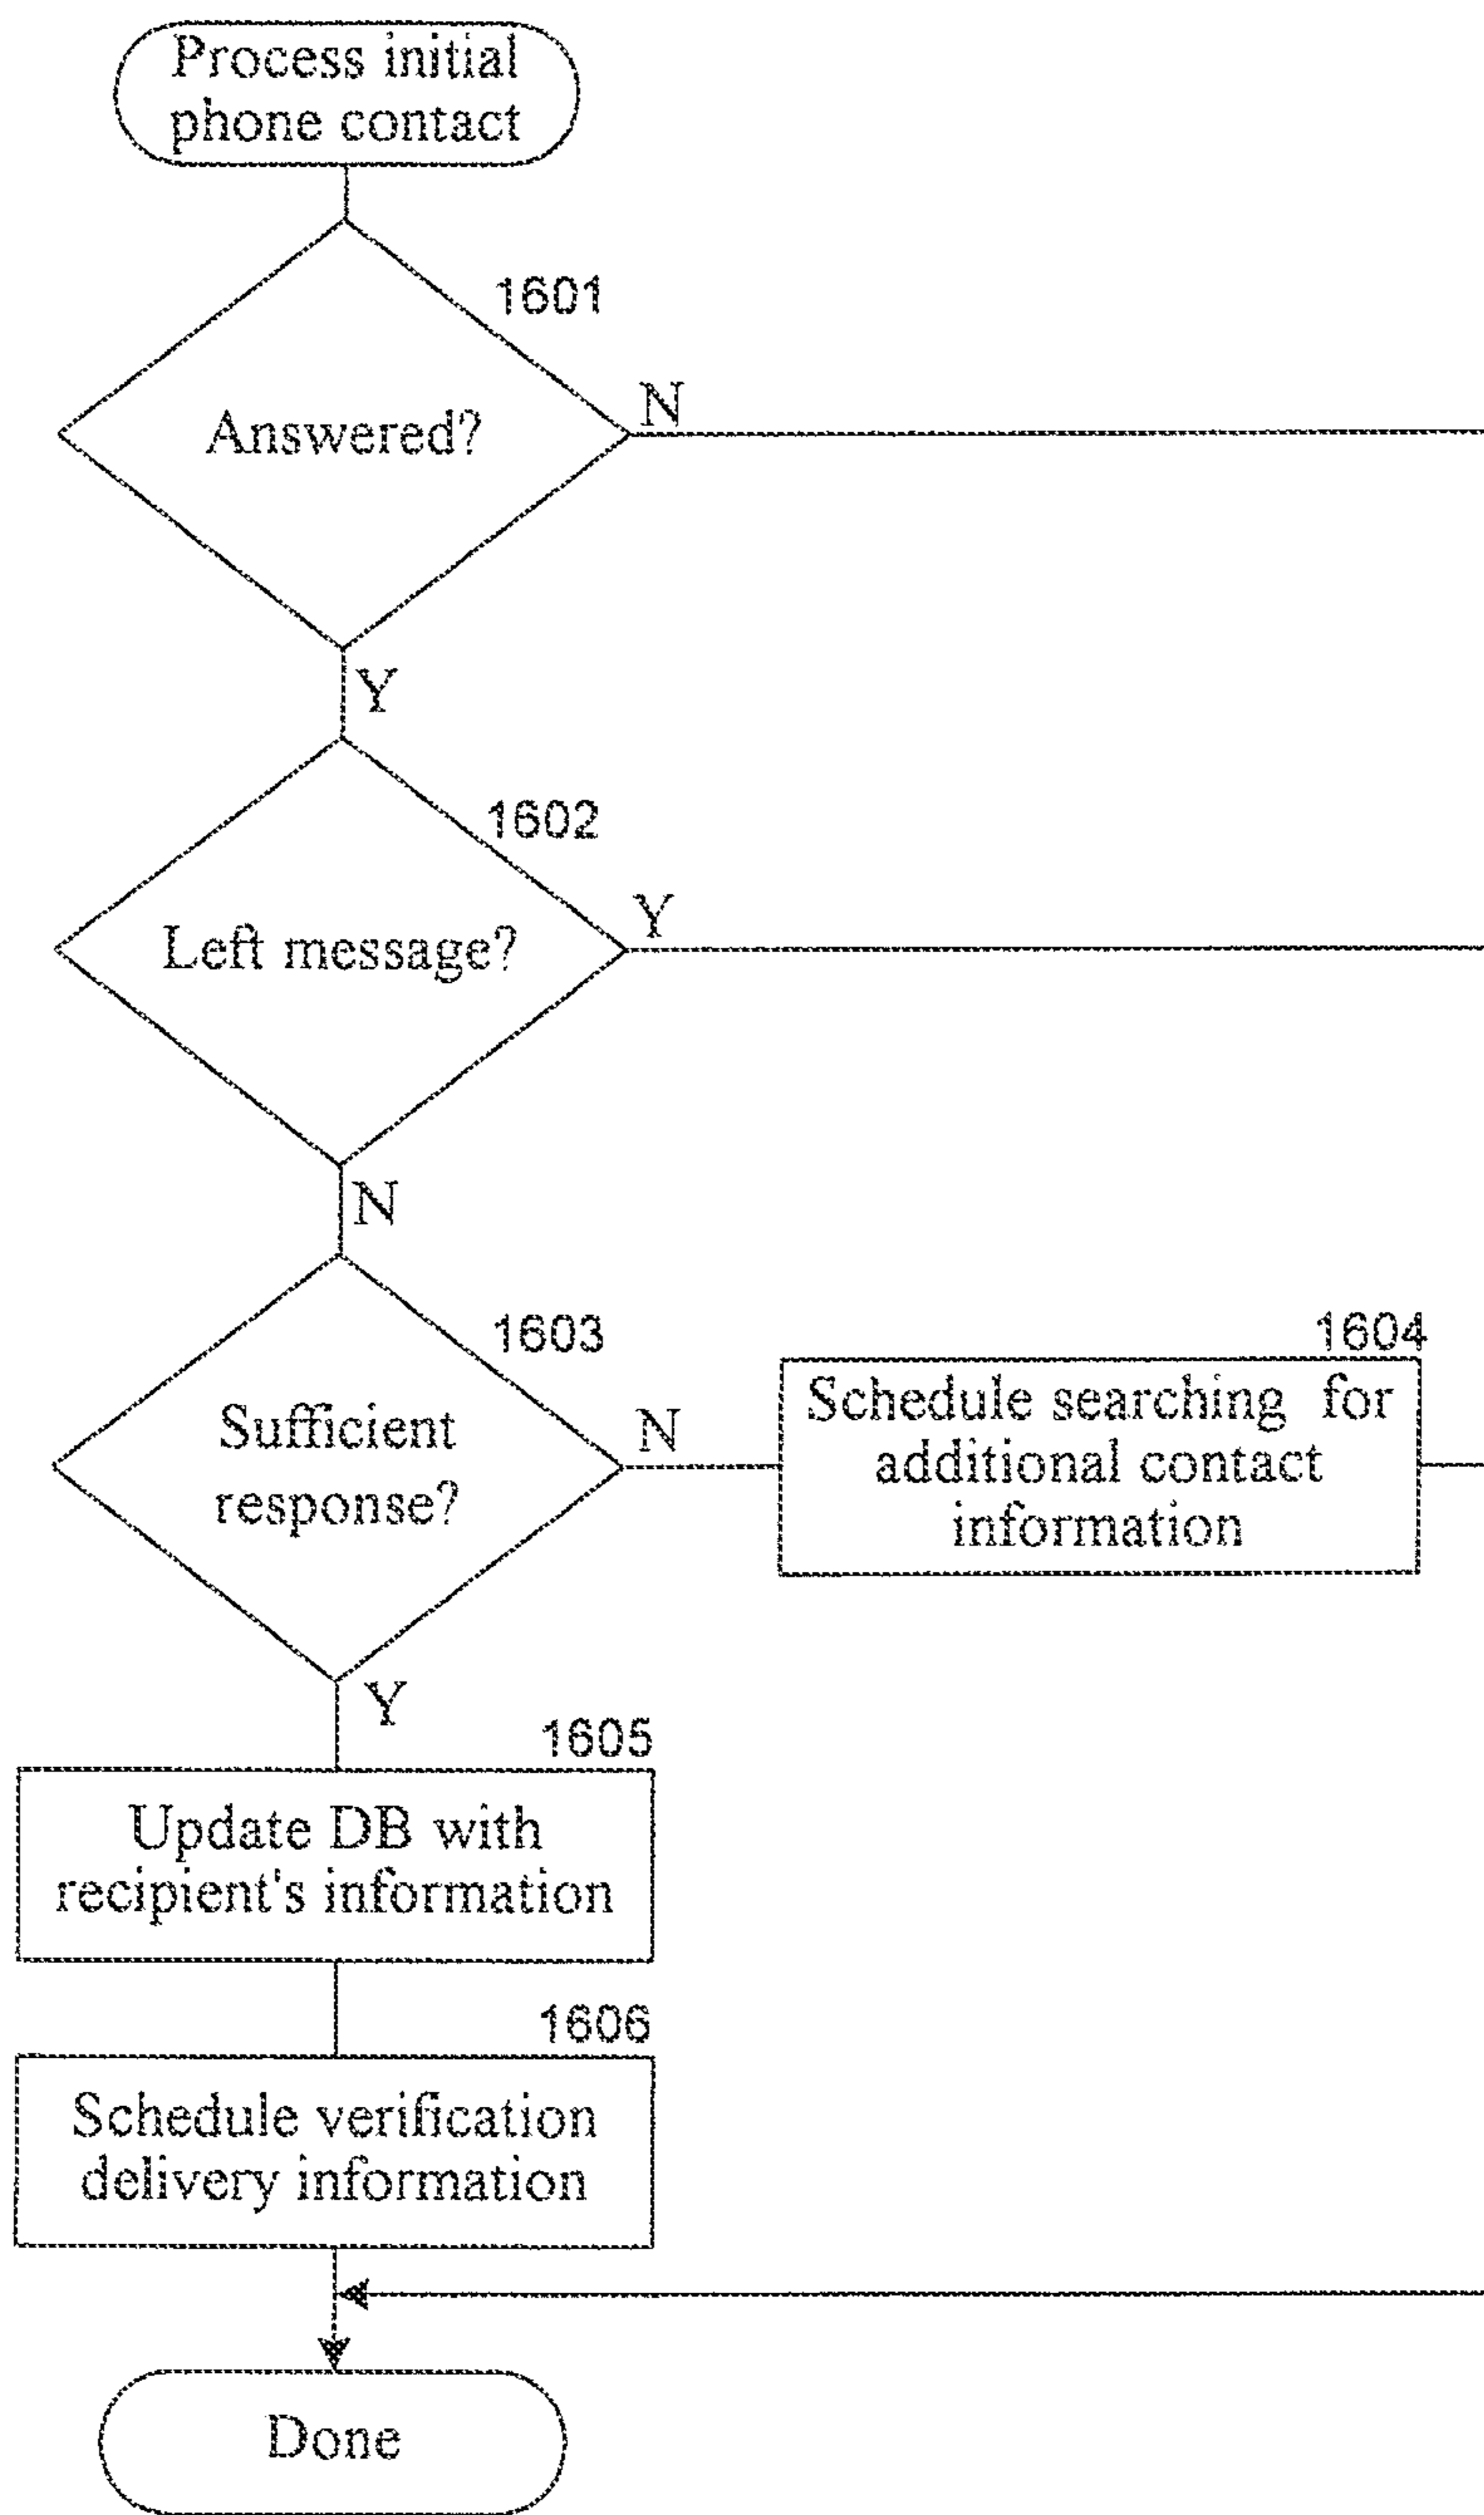 Process initial
phone contact
1601
Answered?
N
Y
1602
Left message?
Y
N
1603
Sufficient
response?
N
1604
Schedule searching for
additional contact
information
Y
1605
Update DB with
recipient's information
1606
Schedule verification
delivery information
Done